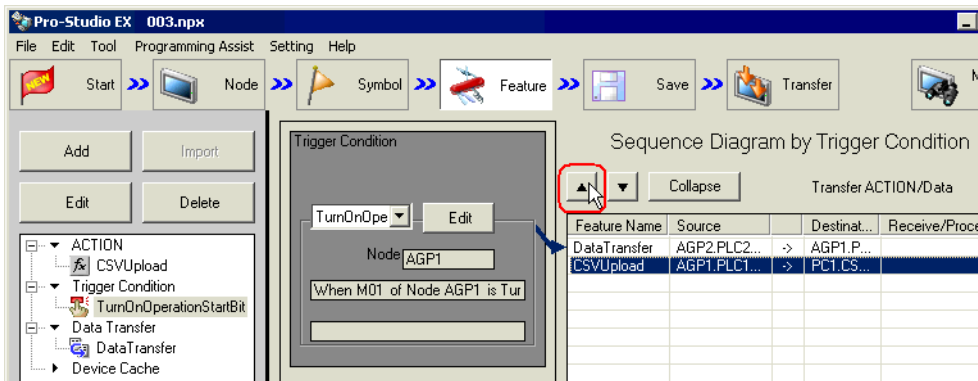 Pro-Studio EX 003.npx
File Edit Tool Programming Assist Setting Help
NEW Start Node Symbol Feature Save Transfer M
Add Import
Edit Delete
ACTION
CSVUpload
Trigger Condition
TurnOnOperationStartBit
Data Transfer
DataTransfer
Device Cache
Trigger Condition
TurnOnOpe Edit
Node AGP1
When M01 of Node AGP1 is Tur
Sequence Diagram by Trigger Condition
Collapse Transfer ACTION/Data
Feature Name Source Destinat... Receive/Proce
DataTransfer AGP2.PLC2... -> AGP1.P...
CSVUpload AGP1.PLC1... -> PC1.CS...